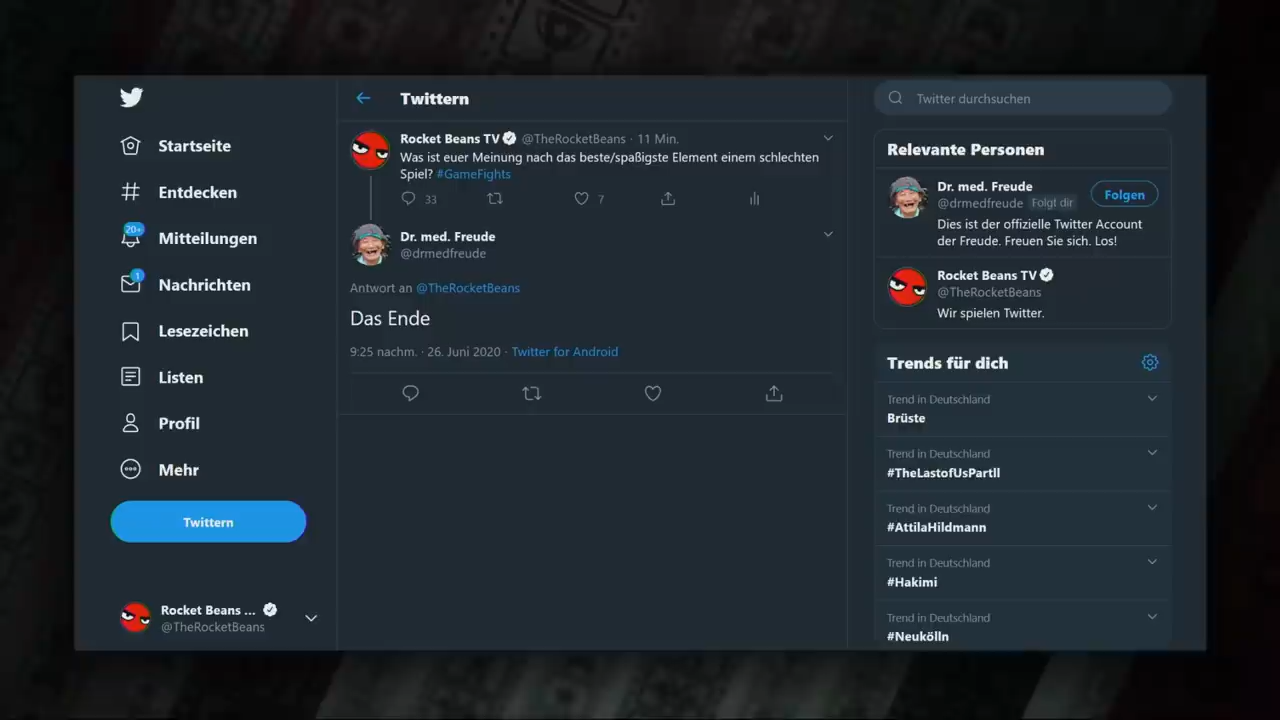 Startseite
Entdecken
20+
Mitteilungen
1
Nachrichten
Lesezeichen
Listen
Profil
Mehr
Twittern
Rocket Beans ...
@TheRocketBeans
Twittern
Rocket Beans TV @TheRocketBeans · 11 Min.
Was ist euer Meinung nach das beste/spaßigste Element einem schlechten
Spiel? #GameFights
33 7
Dr. med. Freude
@drmedfreude
Antwort an @TheRocketBeans
Das Ende
9:25 nachm. · 26. Juni 2020 · Twitter for Android
Twitter durchsuchen
Relevante Personen
Dr. med. Freude
@drmedfreude Folgt dir
Folgen
Dies ist der offizielle Twitter Account
der Freude. Freuen Sie sich. Los!
Rocket Beans TV
@TheRocketBeans
Wir spielen Twitter.
Trends für dich
Trend in Deutschland
Brüste
Trend in Deutschland
#TheLastofUsPartII
Trend in Deutschland
#AttilaHildmann
Trend in Deutschland
#Hakimi
Trend in Deutschland
#Neukölln